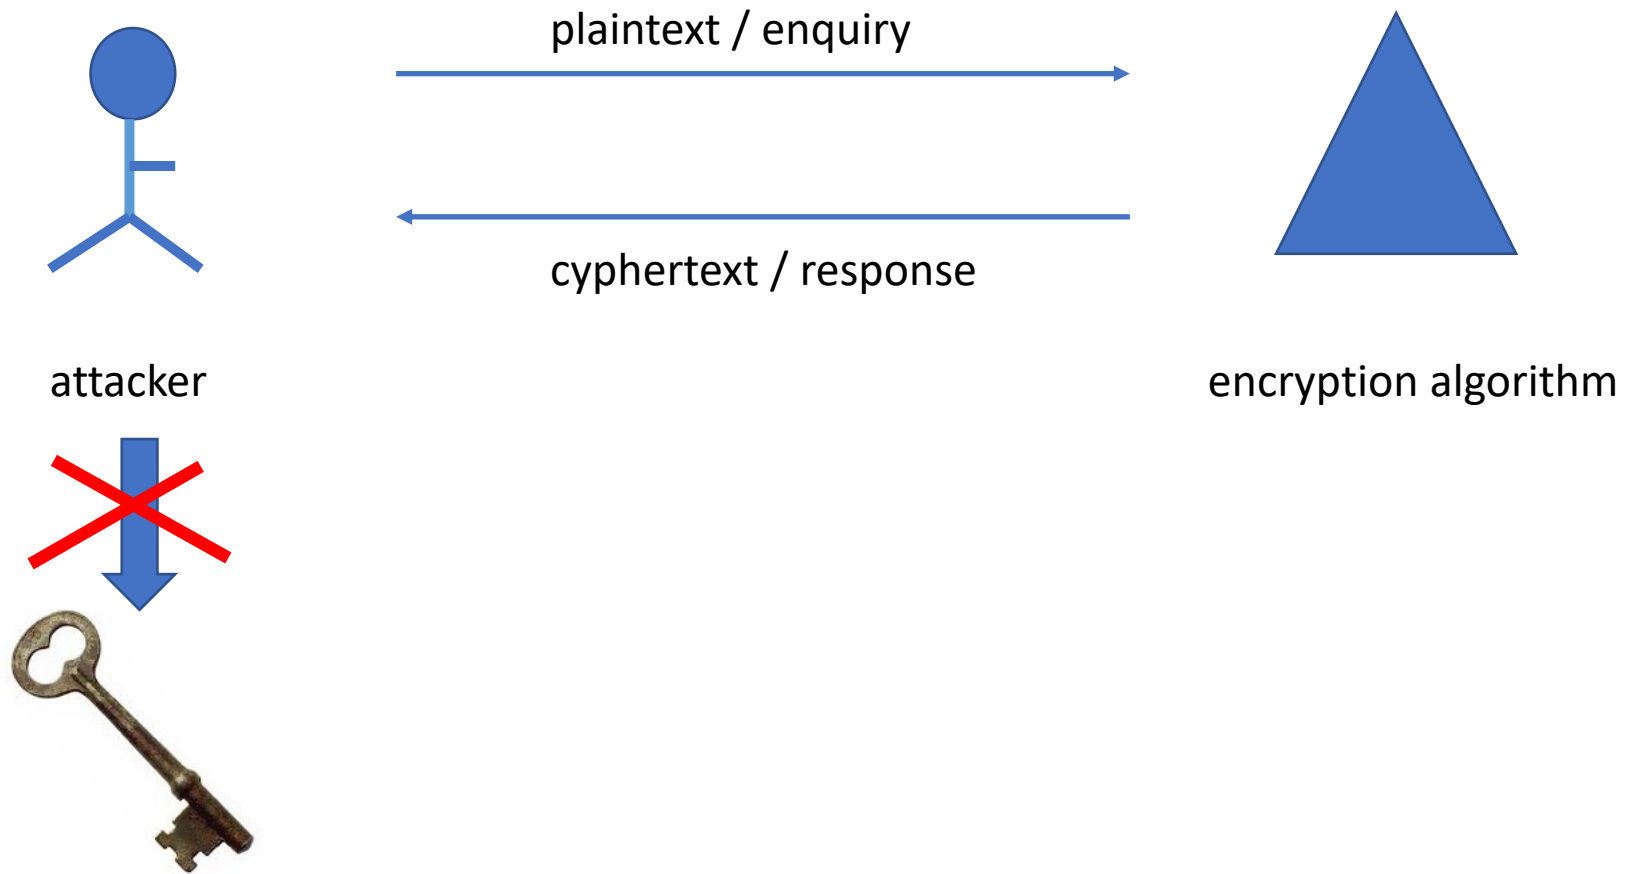 plaintext / enquiry
cyphertext / response
attacker
encryption algorithm